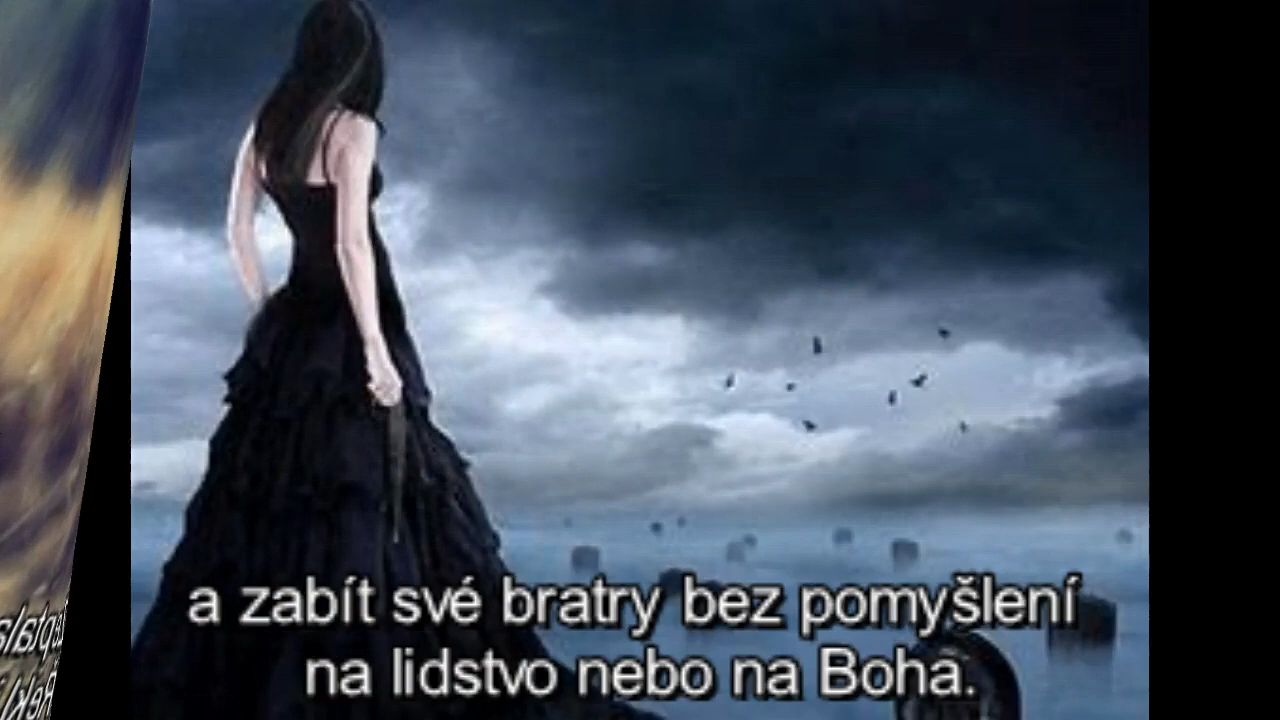 a zabít své bratry bez pomyšlení
na lidstvo nebo na Boha.